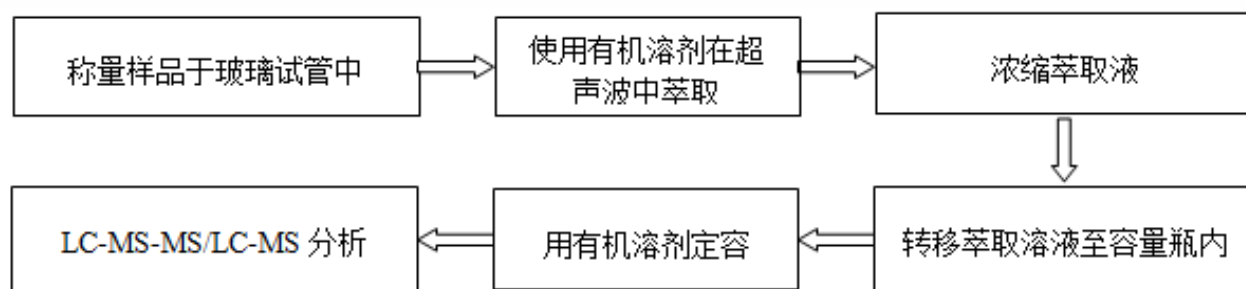 称量样品于玻璃试管中
使用有机溶剂在超
声波中萃取
浓缩萃取液
转移萃取溶液至容量瓶内
用有机溶剂定容
LC-MS-MS/LC-MS 分析